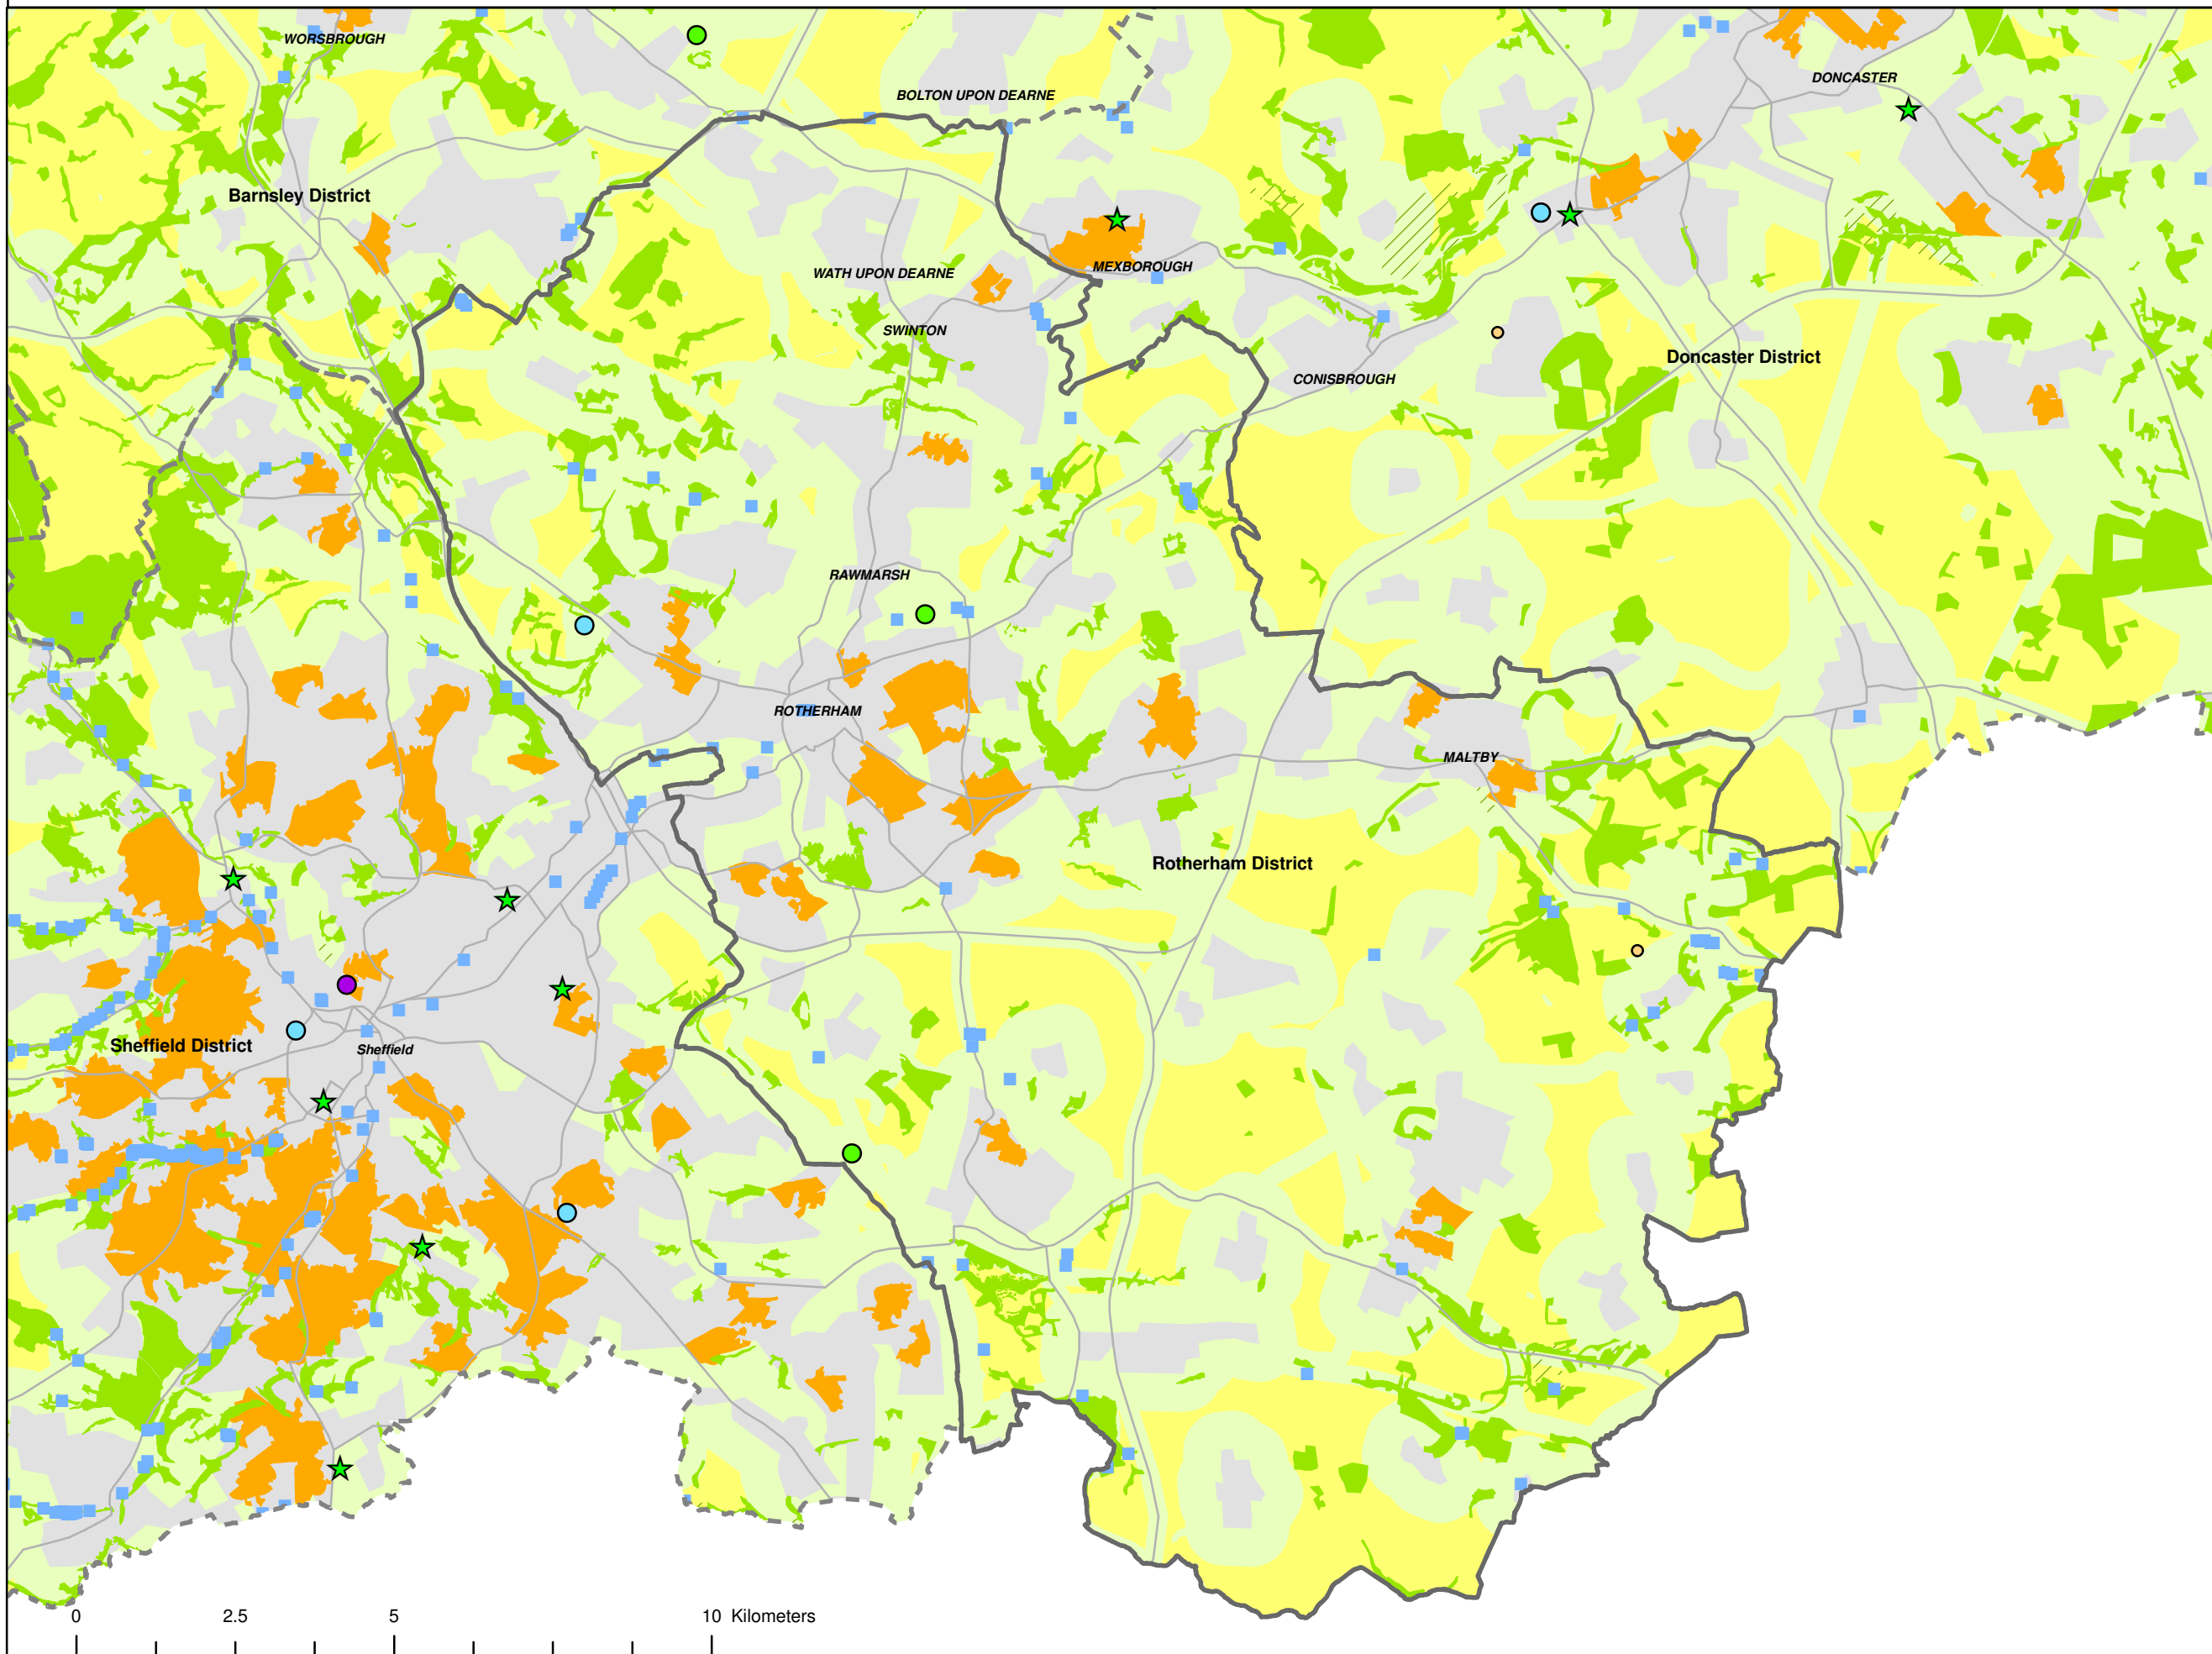 WORSBROUGH
DONCASTER
BOLTON UPON DEARNE
Barnsley District
MEXBOROUGH
WATH UPON DEARNE
SWINTON
Doncaster District
CONISBROUGH
RAWMARSH
ROTHERHAM
MALTBY
Rotherham District
Sheffield District
Sheffield
0 2.5 5 10 Kilometers